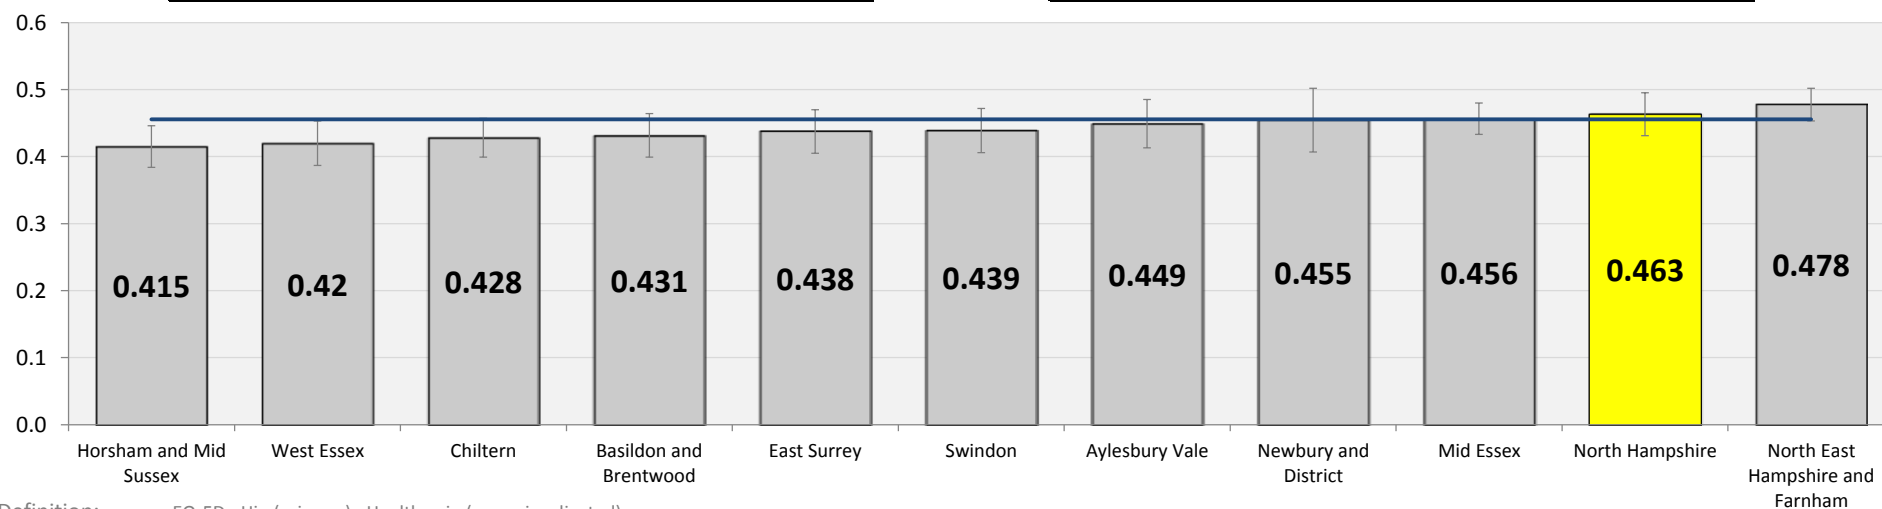 0.6
0.5
0.4
0.3
0.2
0.1
0.0
0.415
0.42
0.428
0.431
0.438
0.439
0.449
0.455
0.456
0.463
0.478
Horsham and Mid
Sussex
West Essex
Chiltern
Basildon and
Brentwood
East Surrey
Swindon
Aylesbury Vale
Newbury and
District
Mid Essex
North Hampshire
North East
Hampshire and
Farnham